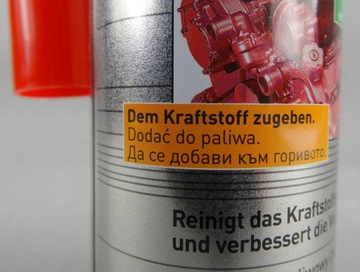 Dem Kraftstoff zugeben.
Dodać do paliwa.
Да се добави към горивото.
Reinigt das Kraftstoff
und verbessert die